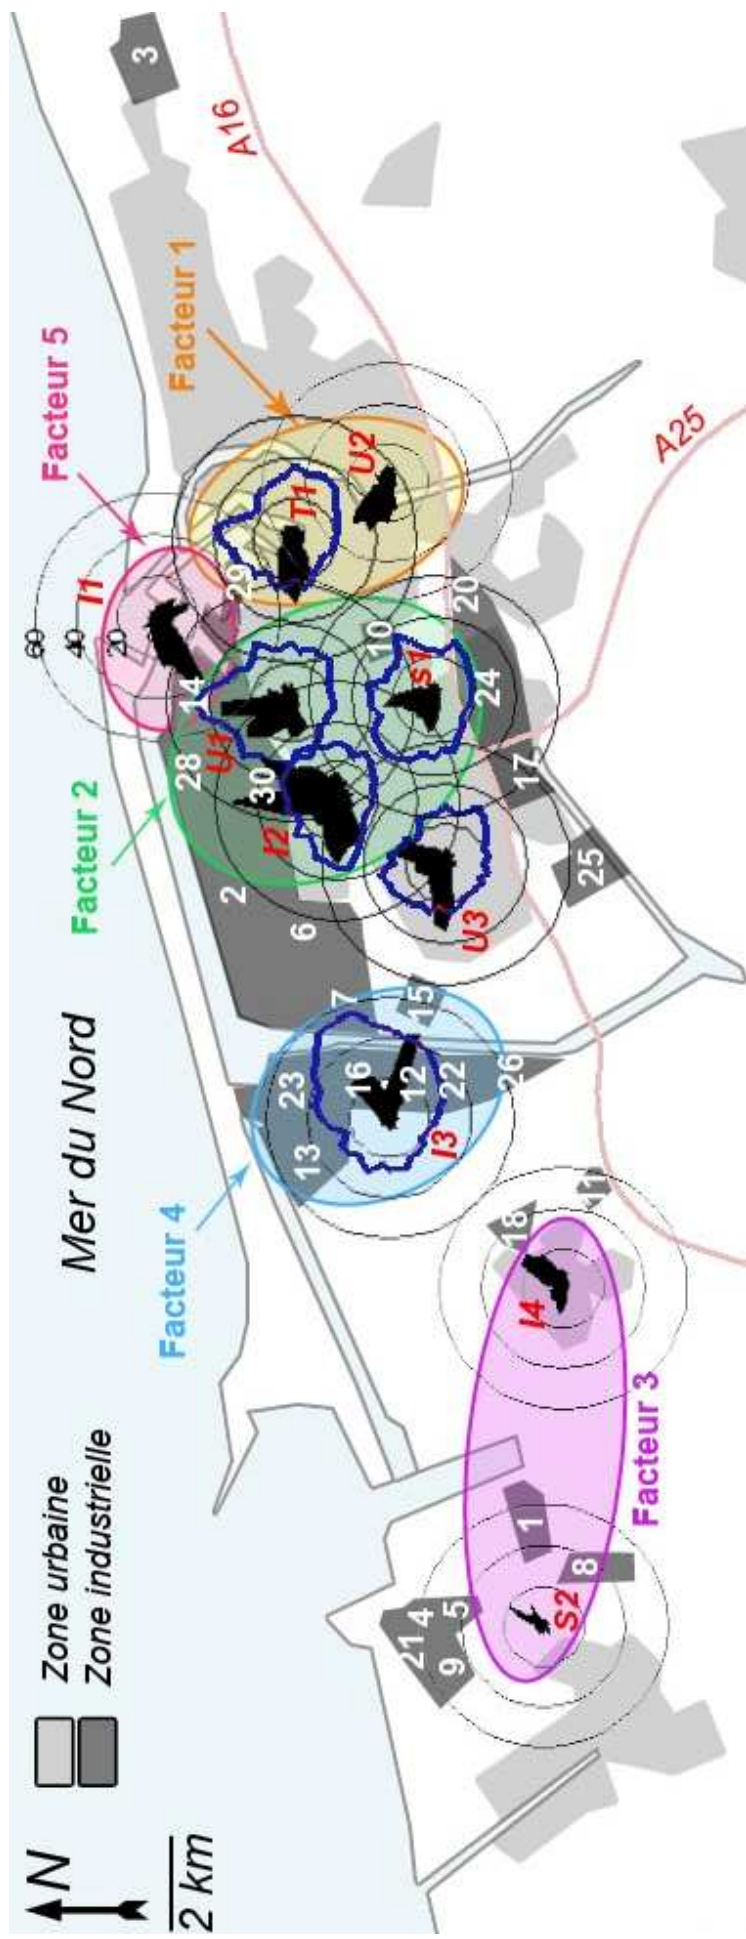 N
2 km
Zone urbaine
Zone industrielle
Mer du Nord
Facteur 4
Facteur 2
Facteur 5
Facteur 1
Facteur 3
A16
A25
60
40
20
I1
T1
U2
U1
I2
S1
U3
I3
I4
S2
3
29
14
28
30
10
20
24
17
25
2
6
7
15
23
16
12
22
26
13
18
11
1
8
21
4
5
9